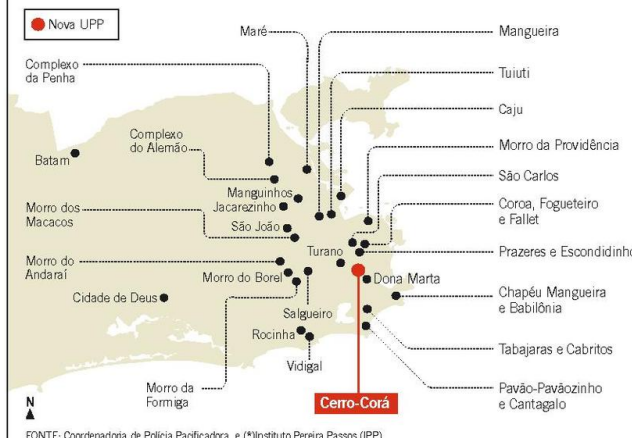 Nova UPP
Maré
Mangueira
Complexo
da Penha
Tuiuti
Caju
Complexo
do Alemão
Morro da Providência
Batam
São Carlos
Manguinhos
Jacarezinho
Coroa, Fogueteiro
e Fallet
Morro dos
Macacos
São João
Turano
Prazeres e Escondidinho
Morro do
Andaraí
Morro do Borel
Dona Marta
Cidade de Deus
Chapéu Mangueira
e Babilônia
Salgueiro
Rocinha
Vidigal
Tabajaras e Cabritos
Morro da
Formiga
Pavão-Pavãozinho
e Cantagalo
N
Cerro-Corá
FONTE: Coordenadoria de Polícia Pacificadora e (*)Instituto Pereira Passos (IPP)